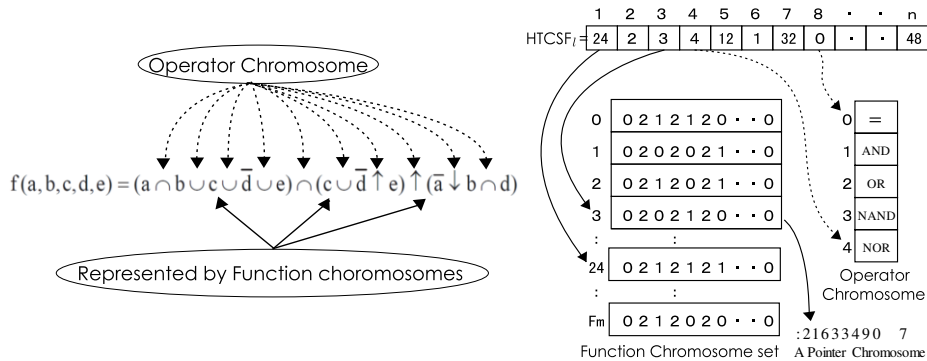 Operator Chromosome
f(a,b,c,d,e) = (a ∩ b ∪ c ∪ d̅ ∪ e) ∩ (c ∪ d̅ ↑ e) ↑ (a̅ ↓ b ∩ d)
Represented by Function choromosomes
1 2 3 4 5 6 7 8 · · n
HTCSFₗ= 24 2 3 4 12 1 32 0 · · 48
0 0 2 1 2 1 2 0 · · 0
1 0 2 0 2 0 2 1 · · 0
2 0 2 1 2 0 2 1 · · 0
3 0 2 0 2 1 2 0 · · 0
:
:
24 0 2 1 2 1 2 1 · · 0
:
:
Fm 0 2 1 2 0 2 0 · · 0
Function Chromosome set
0 =
1 AND
2 OR
3 NAND
4 NOR
Operator
Chromosome
:21633490 7
A Pointer Chromosome